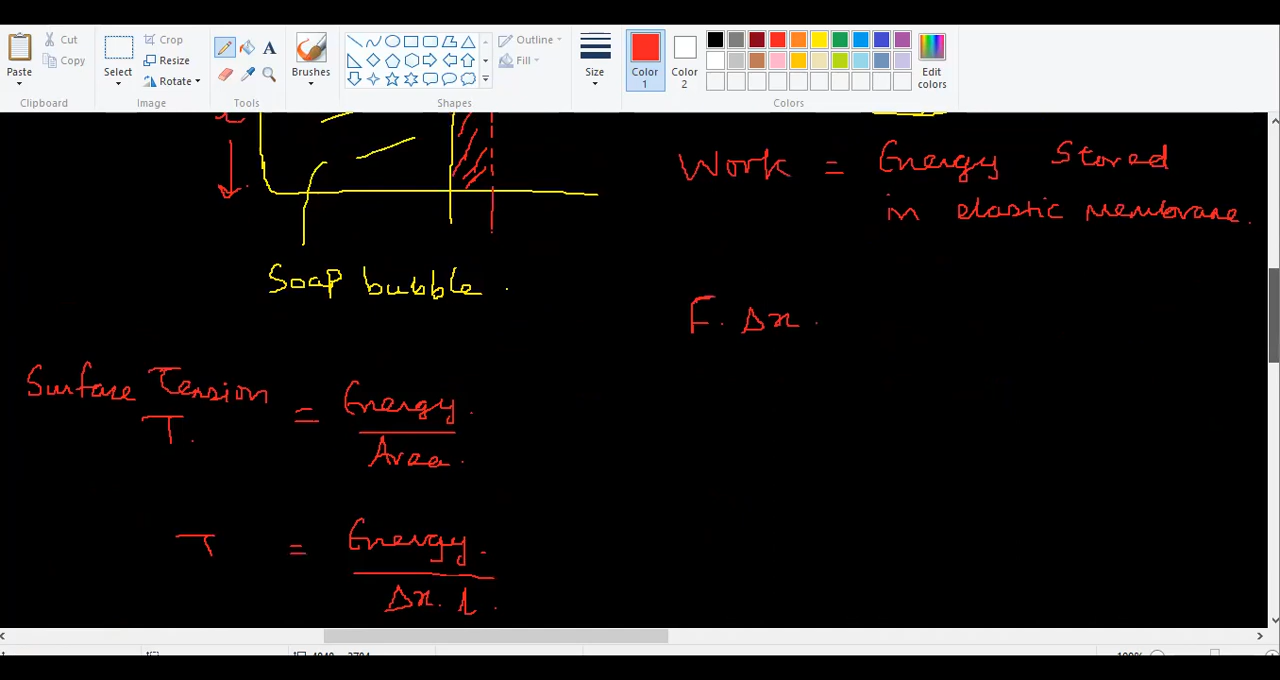 Cut
Copy
Paste
Clipboard
Select
Crop
Resize
Rotate
Image
Tools
Brushes
Outline
Fill
Shapes
Size
Color 1
Color 2
Edit colors
Colors
Soap bubble.
Surface Tension
T.
= Energy.
Area.
T = Energy.
Δx. l.
Work = Energy Stored
in elastic membrane.
F. Δx.